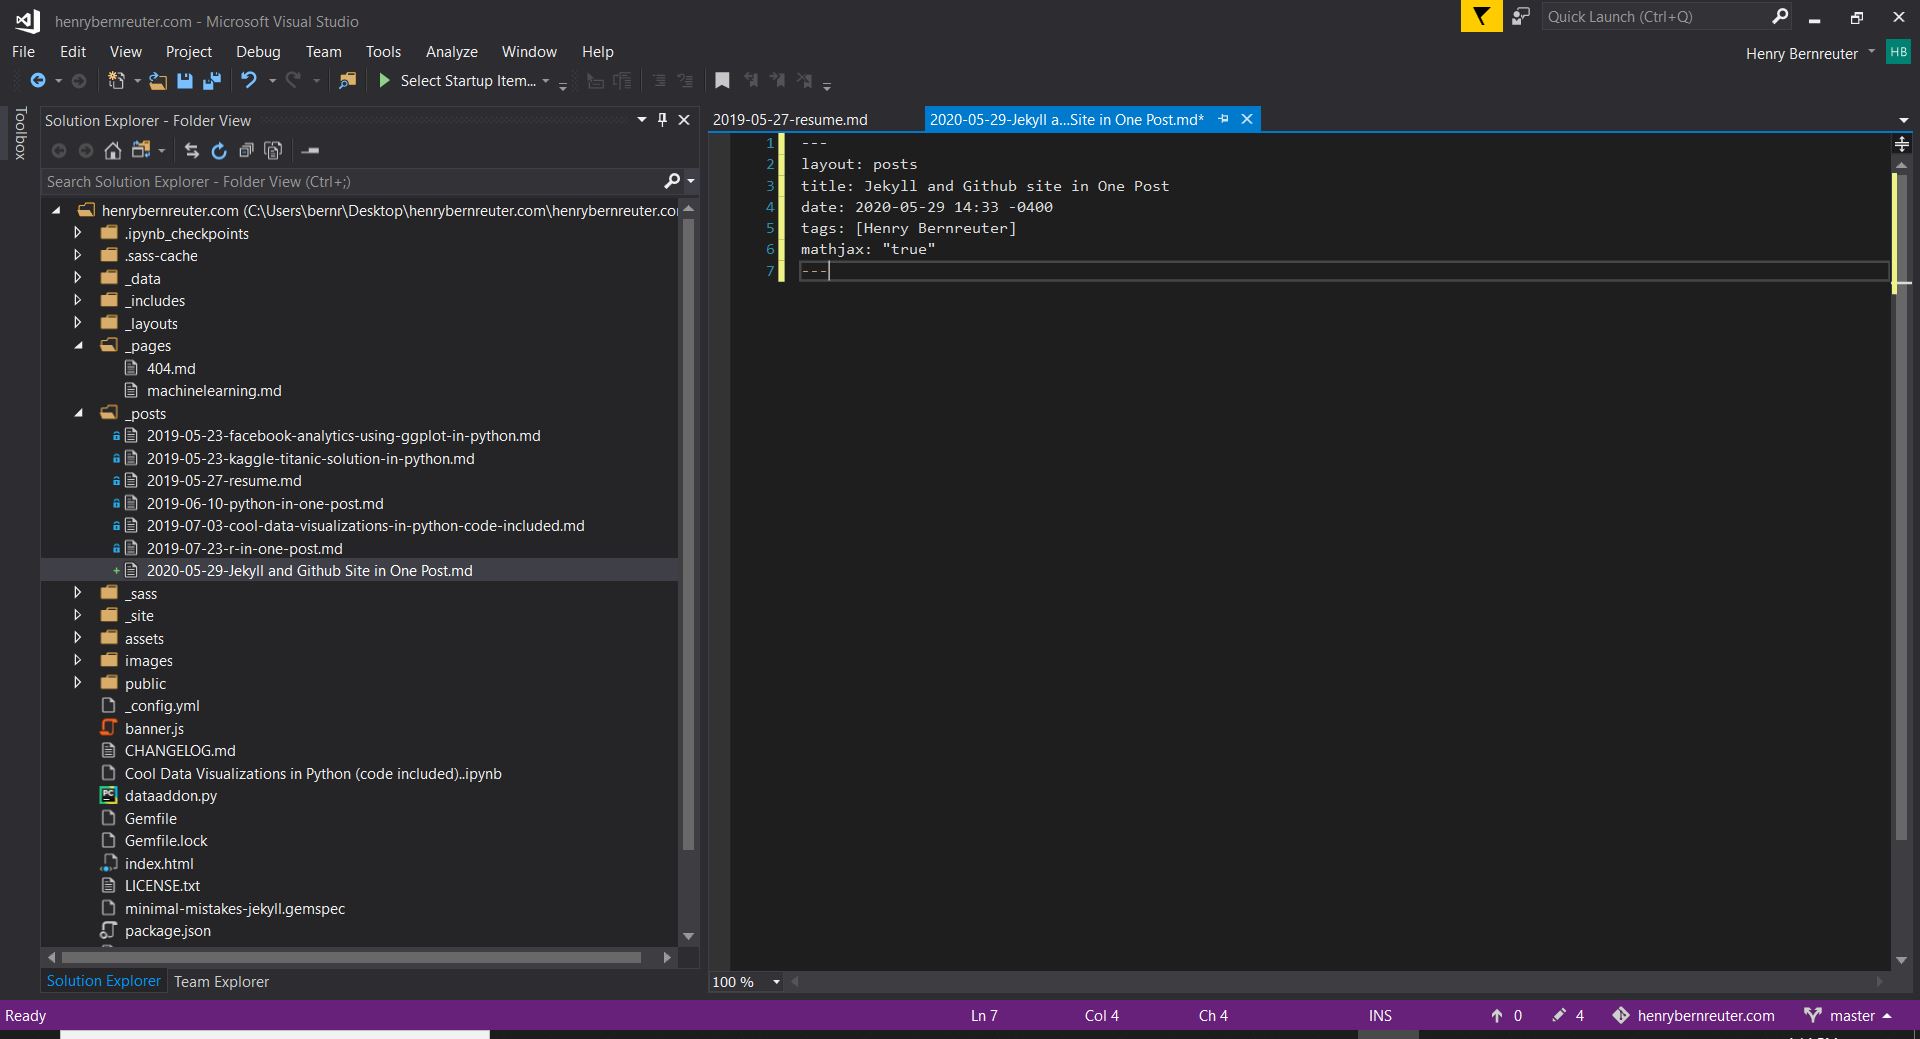 henrybernreuter.com - Microsoft Visual Studio
Quick Launch (Ctrl+Q)
File Edit View Project Debug Team Tools Analyze Window Help
Henry Bernreuter HB
Select Startup Item...
Toolbox
Solution Explorer - Folder View
Search Solution Explorer - Folder View (Ctrl+;)
henrybernreuter.com (C:\Users\bernr\Desktop\henrybernreuter.com\henrybernreuter.co
.ipynb_checkpoints
.sass-cache
_data
_includes
_layouts
_pages
404.md
machinelearning.md
_posts
2019-05-23-facebook-analytics-using-ggplot-in-python.md
2019-05-23-kaggle-titanic-solution-in-python.md
2019-05-27-resume.md
2019-06-10-python-in-one-post.md
2019-07-03-cool-data-visualizations-in-python-code-included.md
2019-07-23-r-in-one-post.md
2020-05-29-Jekyll and Github Site in One Post.md
_sass
_site
assets
images
public
_config.yml
banner.js
CHANGELOG.md
Cool Data Visualizations in Python (code included)..ipynb
dataaddon.py
Gemfile
Gemfile.lock
index.html
LICENSE.txt
minimal-mistakes-jekyll.gemspec
package.json
Solution Explorer Team Explorer
2019-05-27-resume.md 2020-05-29-Jekyll a...Site in One Post.md*
1 ---
2 layout: posts
3 title: Jekyll and Github site in One Post
4 date: 2020-05-29 14:33 -0400
5 tags: [Henry Bernreuter]
6 mathjax: "true"
7 ---
100 %
Ready Ln 7 Col 4 Ch 4 INS 0 4 henrybernreuter.com master